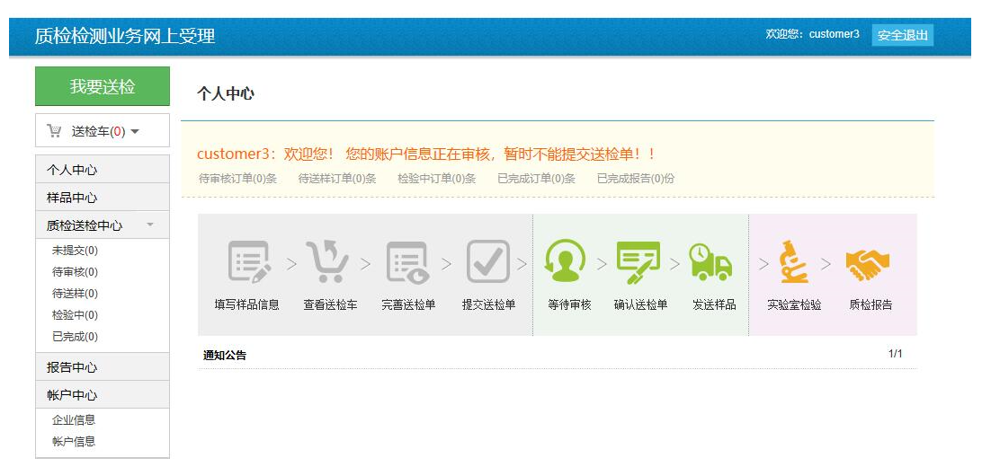 质检检测业务网上受理
欢迎您：customer3
安全退出
我要送检
送检车(0)
个人中心
样品中心
质检送检中心
未提交(0)
待审核(0)
待送样(0)
检验中(0)
已完成(0)
报告中心
帐户中心
企业信息
帐户信息
个人中心
customer3：欢迎您！ 您的账户信息正在审核，暂时不能提交送检单！！
待审核订单(0)条 待送样订单(0)条 检验中订单(0)条 已完成订单(0)条 已完成报告(0)份
填写样品信息 > 查看送检车 > 完善送检单 > 提交送检单 > 等待审核 > 确认送检单 > 发送样品 > 实验室检验 > 质检报告
通知公告 1/1